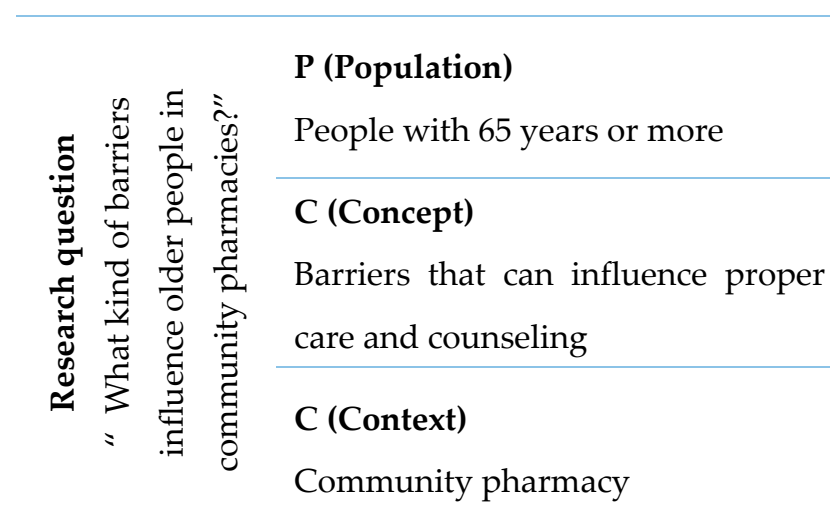 Research question
“ What kind of barriers
influence older people in
community pharmacies?”
P (Population)
People with 65 years or more
C (Concept)
Barriers that can influence proper
care and counseling
C (Context)
Community pharmacy